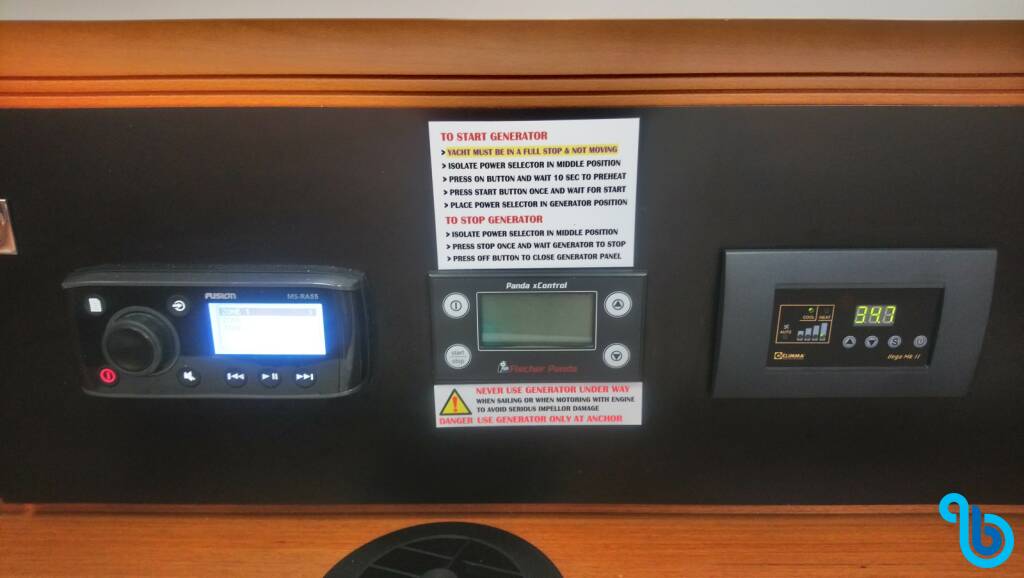 TO START GENERATOR
> YACHT MUST BE IN A FULL STOP & NOT MOVING
> ISOLATE POWER SELECTOR IN MIDDLE POSITION
> PRESS ON BUTTON AND WAIT 10 SEC TO PREHEAT
> PRESS START BUTTON ONCE AND WAIT FOR START
> PLACE POWER SELECTOR IN GENERATOR POSITION
TO STOP GENERATOR
> ISOLATE POWER SELECTOR IN MIDDLE POSITION
> PRESS STOP ONCE AND WAIT GENERATOR TO STOP
> PRESS OFF BUTTON TO CLOSE GENERATOR PANEL
FUSION MS-RA55
ZONE 1
Panda xControl
start
stop
Fischer Panda
NEVER USE GENERATOR UNDER WAY
WHEN SAILING OR WHEN MOTORING WITH ENGINE
TO AVOID SERIOUS IMPELLOR DAMAGE
DANGER USE GENERATOR ONLY AT ANCHOR
COOL HEAT
AUTO
34.7
CLIMMA
Vega Mk II